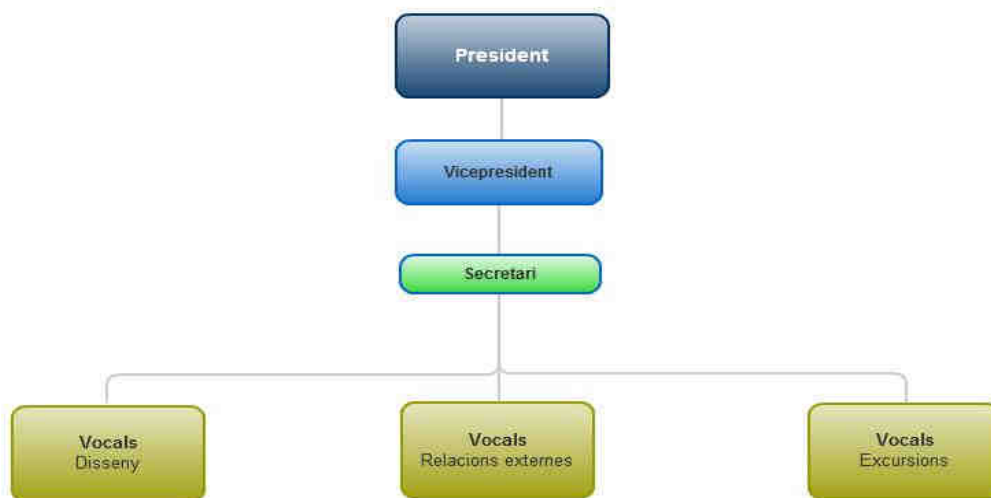 President
Vicepresident
Secretari
Vocals
Disseny
Vocals
Relacions externes
Vocals
Excursions